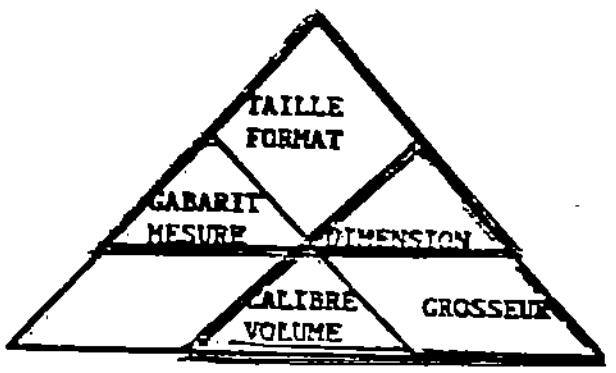 TAILLE
FORMAT
GABARIT
MESURE
DIMENSION
CALIBRE
VOLUME
GROSSEUR